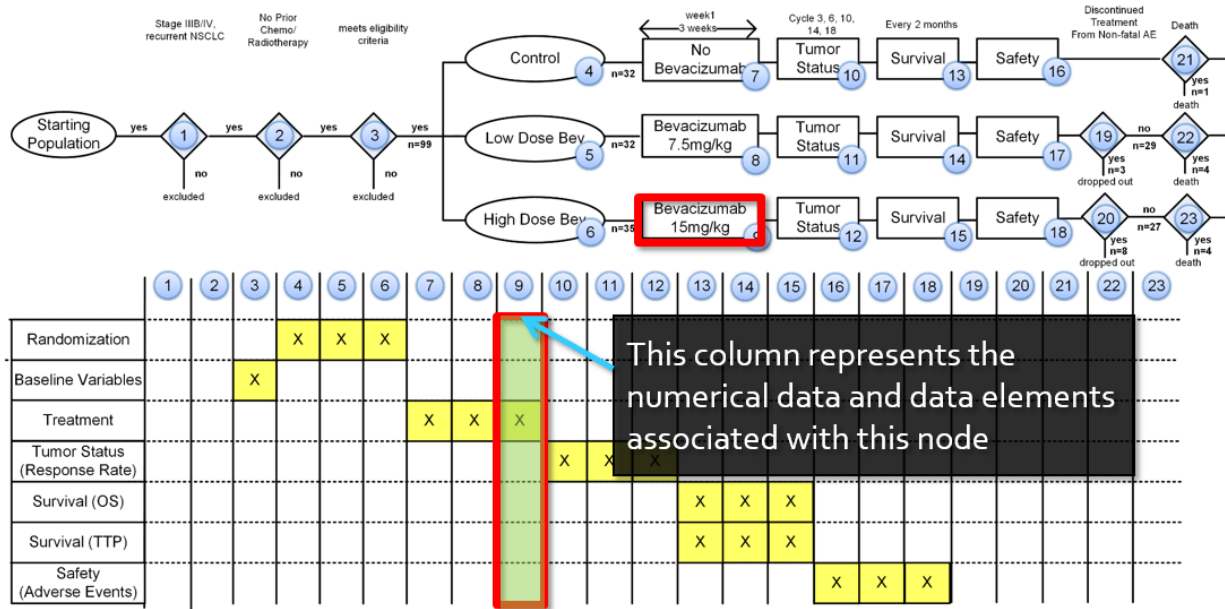 Stage IIIB/IV,
recurrent NSCLC
No Prior
Chemo/
Radiotherapy
meets eligibility
criteria
week1
3 weeks
Cycle 3, 6, 10,
14, 18
Every 2 months
Discontinued
Treatment
From Non-fatal AE
Death
Control
4
n=32
No
Bevacizumab
7
Tumor
Status
10
Survival
13
Safety
16
21
yes
n=1
death
Starting
Population
yes
1
yes
2
yes
3
yes
n=99
no
excluded
no
excluded
no
excluded
Low Dose Bev
5
n=32
Bevacizumab
7.5mg/kg
8
Tumor
Status
11
Survival
14
Safety
17
19
no
n=29
22
yes
n=3
dropped out
yes
n=4
death
High Dose Bev
6
n=35
Bevacizumab
15mg/kg
9
Tumor
Status
12
Survival
15
Safety
18
20
no
n=27
23
yes
n=8
dropped out
yes
n=4
death
1 2 3 4 5 6 7 8 9 10 11 12 13 14 15 16 17 18 19 20 21 22 23
Randomization X X X
Baseline Variables X
Treatment X X X
Tumor Status
(Response Rate) X X X
Survival (OS) X X X
Survival (TTP) X X X
Safety
(Adverse Events) X X X
This column represents the
numerical data and data elements
associated with this node